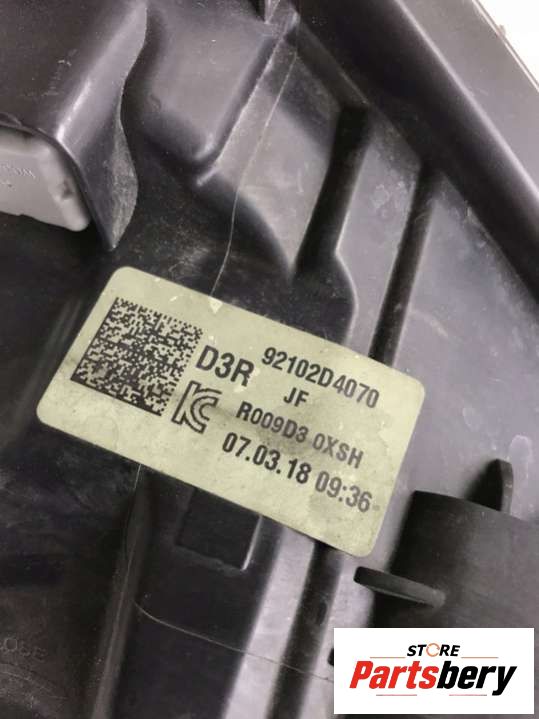 92102D4070
D3R
JF
R009D3 0XSH
07.03.18 09:36
STORE
Partsbery